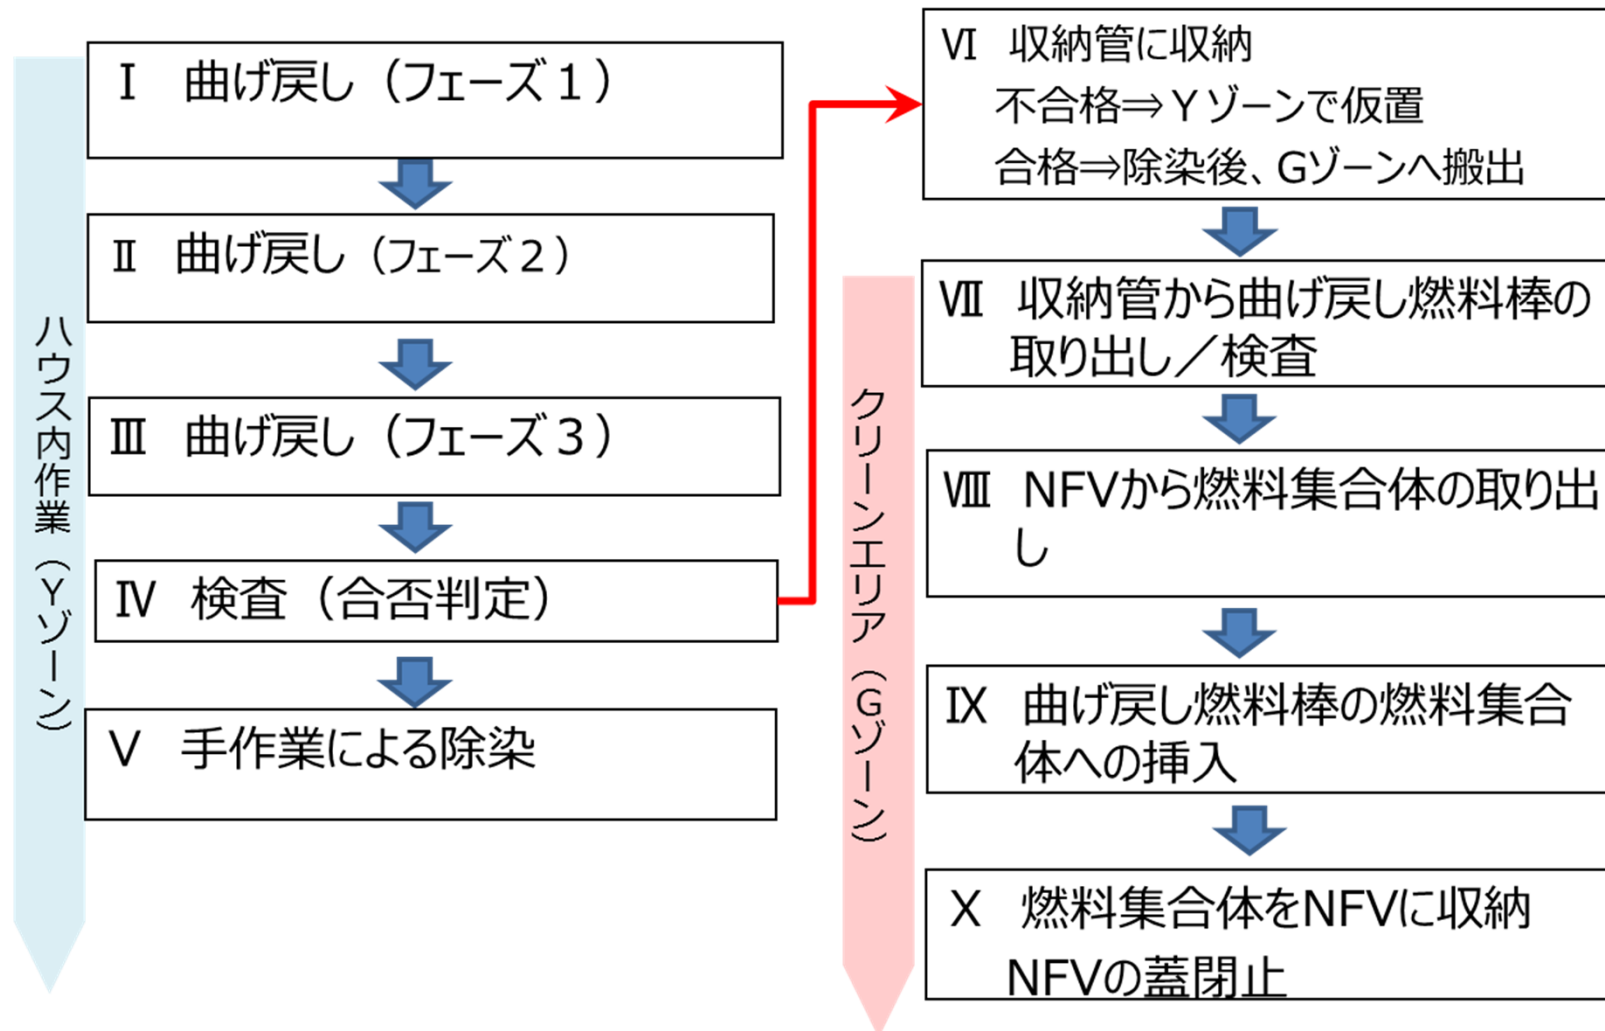 ハウス内作業（Yゾーン）
Ⅰ 曲げ戻し（フェーズ１）
Ⅱ 曲げ戻し（フェーズ２）
Ⅲ 曲げ戻し（フェーズ３）
Ⅳ 検査（合否判定）
Ⅴ 手作業による除染
Ⅵ 収納管に収納
不合格⇒Ｙゾーンで仮置
合格⇒除染後、Gゾーンへ搬出
クリーンエリア（Gゾーン）
Ⅶ 収納管から曲げ戻し燃料棒の
取り出し／検査
Ⅷ NFVから燃料集合体の取り出
し
Ⅸ 曲げ戻し燃料棒の燃料集合
体への挿入
Ⅹ 燃料集合体をNFVに収納
NFVの蓋閉止